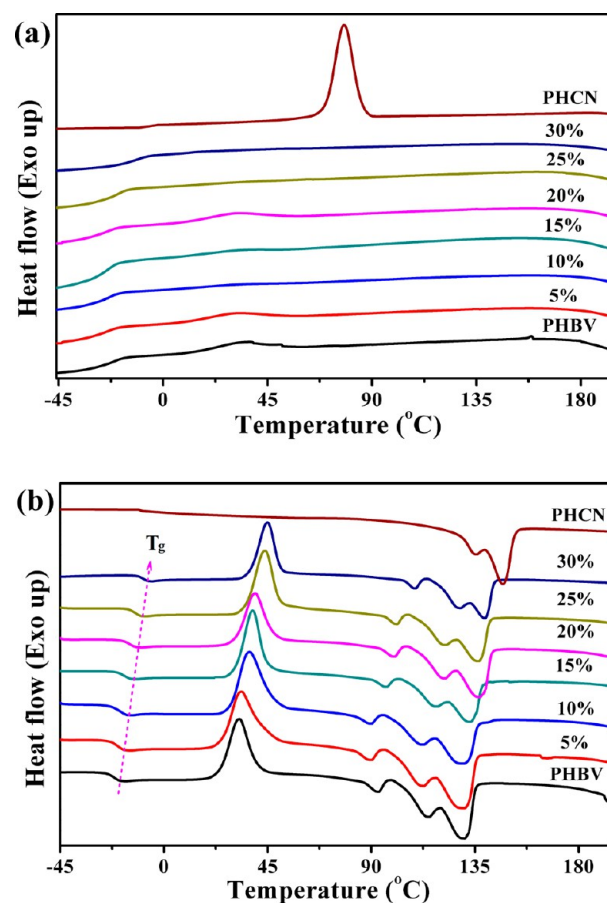 (a)
Heat flow (Exo up)
PHCN
30%
25%
20%
15%
10%
5%
PHBV
-45 0 45 90 135 180
Temperature (°C)
(b)
Heat flow (Exo up)
Tg
PHCN
30%
25%
20%
15%
10%
5%
PHBV
-45 0 45 90 135 180
Temperature (°C)